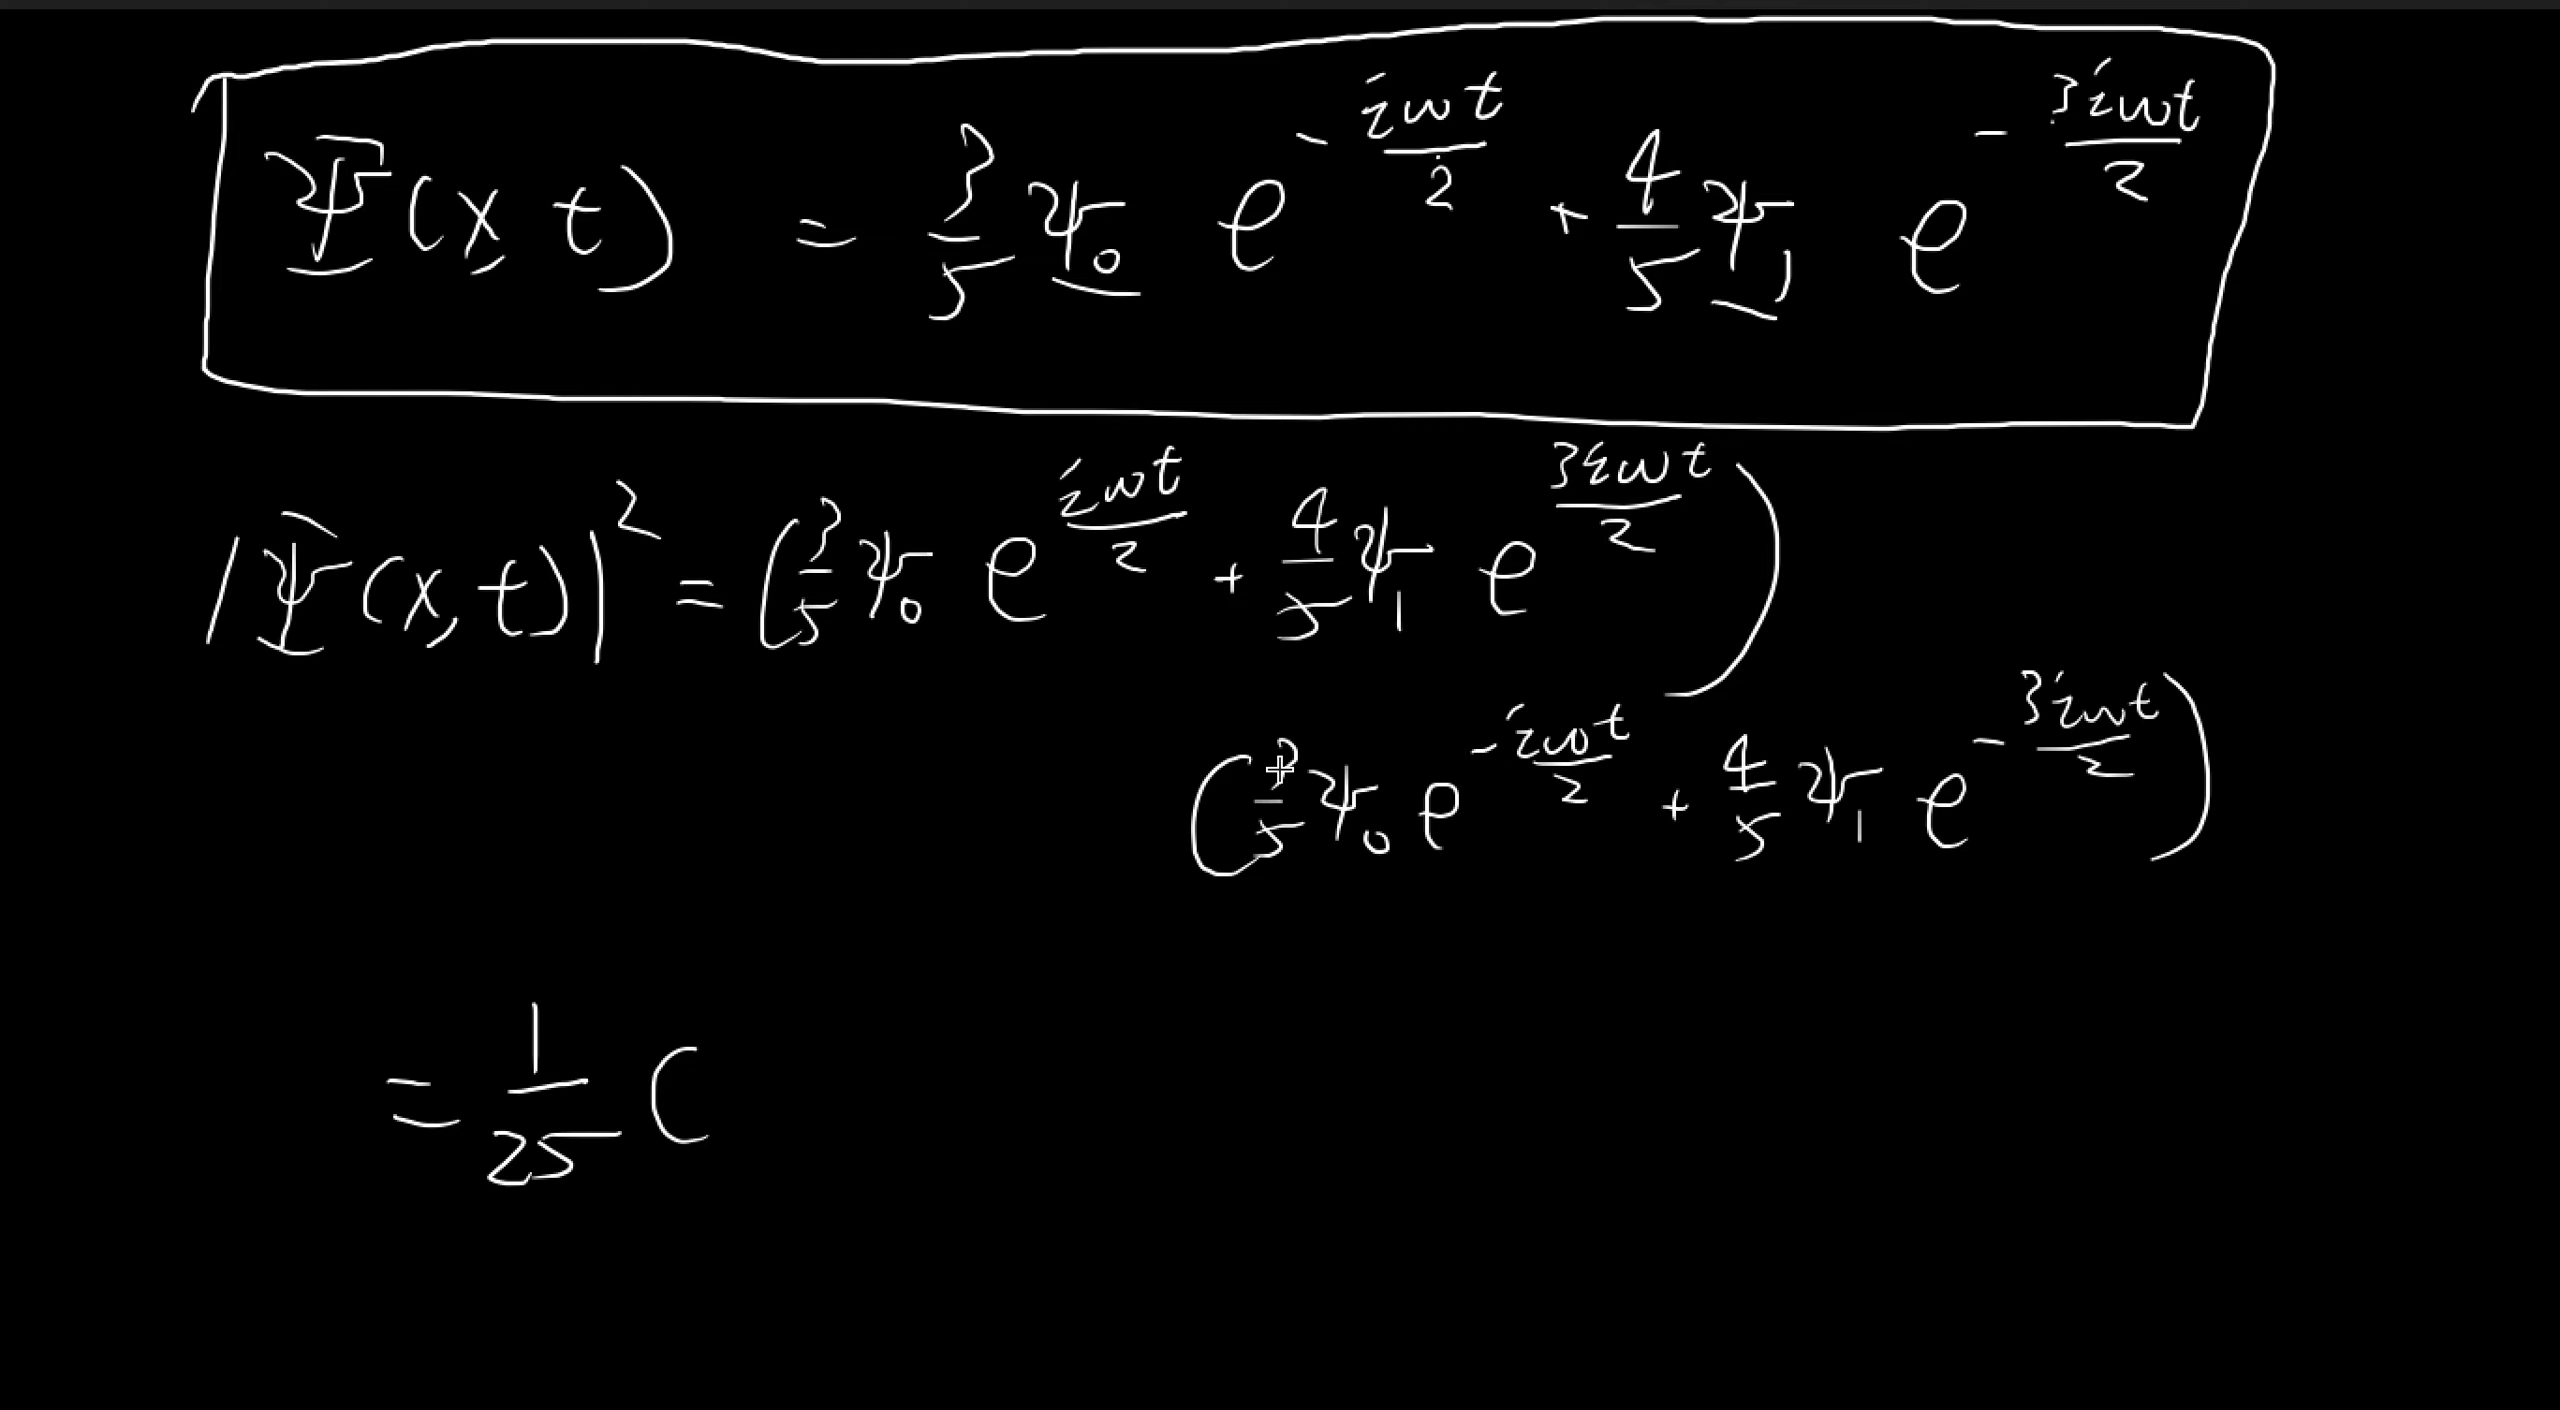 Ψ(x,t) = 3/5 ψ₀ e^(-iωt/2) + 4/5 ψ₁ e^(-3iωt/2)
|Ψ(x,t)|² = (3/5 ψ₀ e^(iωt/2) + 4/5 ψ₁ e^(3iωt/2))
(3/5 ψ₀ e^(-iωt/2) + 4/5 ψ₁ e^(-3iωt/2))
= 1/25 (